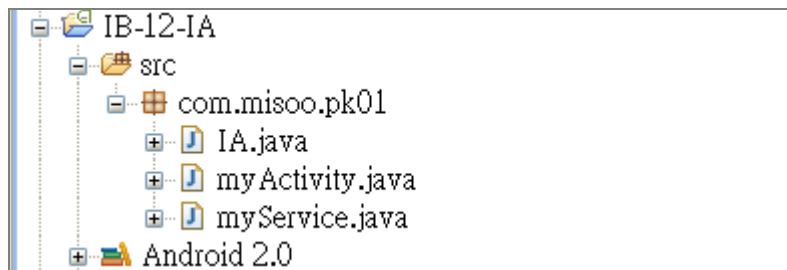 IB-12-IA
src
com.misoo.pk01
IA.java
myActivity.java
myService.java
Android 2.0